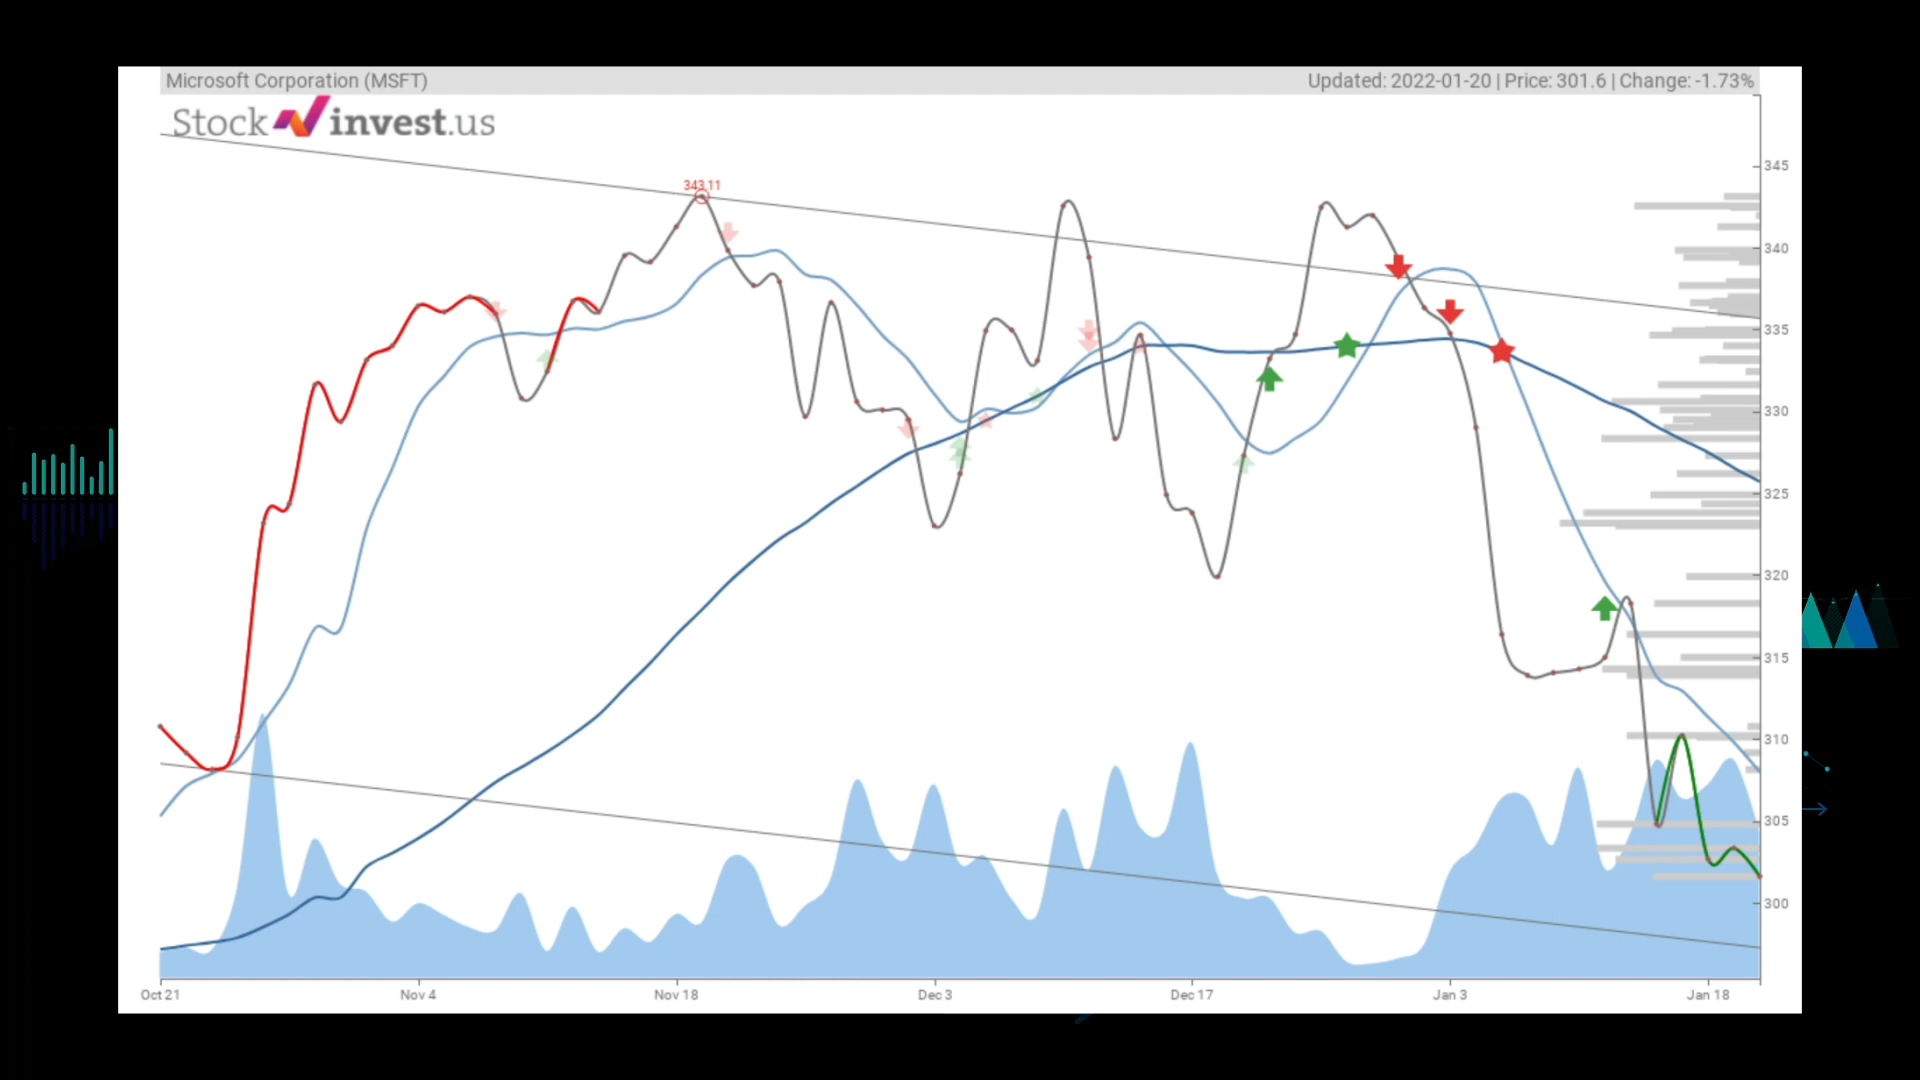 Microsoft Corporation (MSFT)
Updated: 2022-01-20 | Price: 301.6 | Change: -1.73%
Stock invest.us
343.11
345
340
335
330
325
320
315
310
305
300
Oct 21
Nov 4
Nov 18
Dec 3
Dec 17
Jan 3
Jan 18